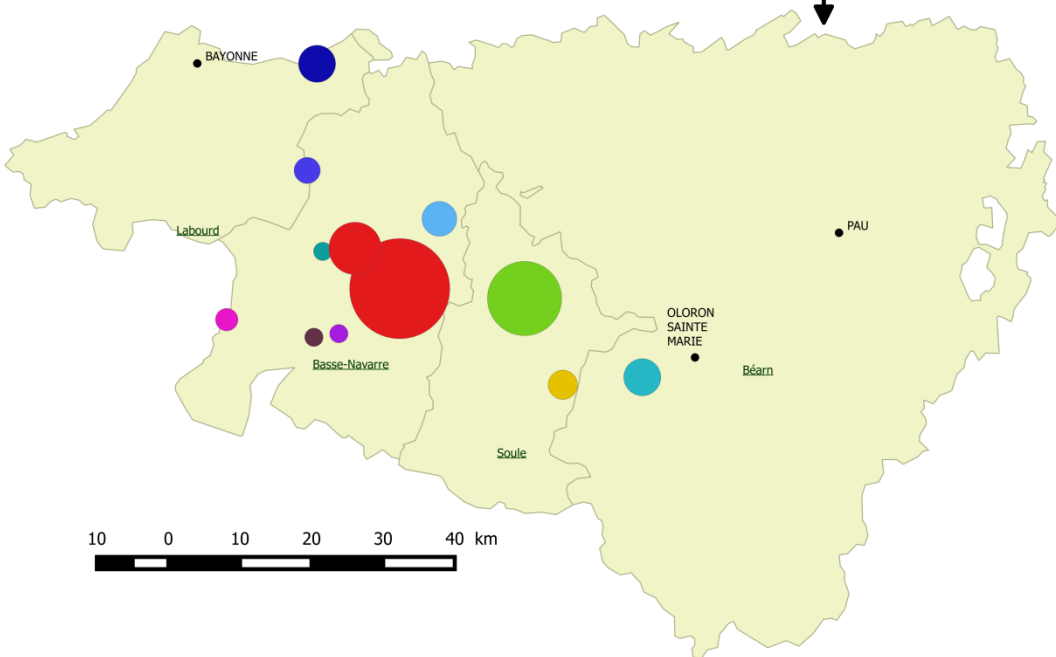 BAYONNE
Labourd
PAU
OLORON
SAINTE
MARIE
Basse-Navarre
Béarn
Soule
10 0 10 20 30 40 km